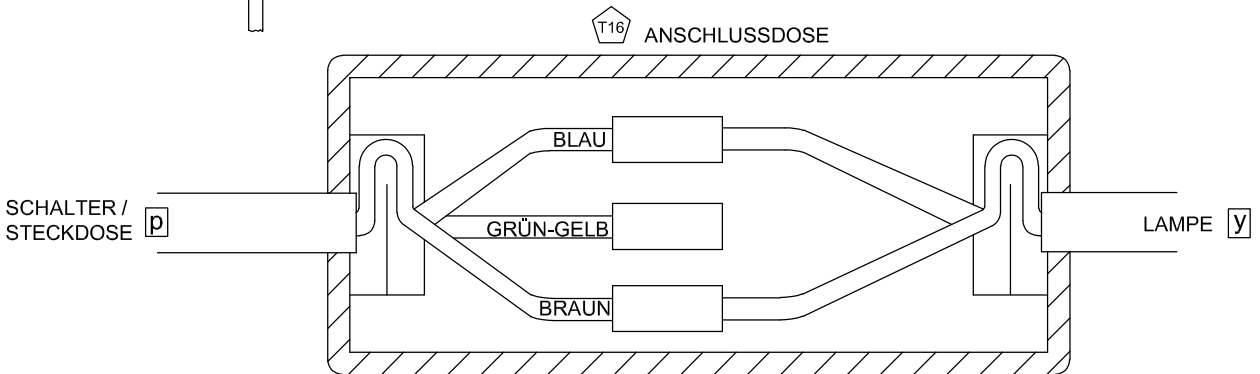 T16 ANSCHLUSSDOSE
BLAU
SCHALTER /
STECKDOSE p
GRÜN-GELB
LAMPE y
BRAUN